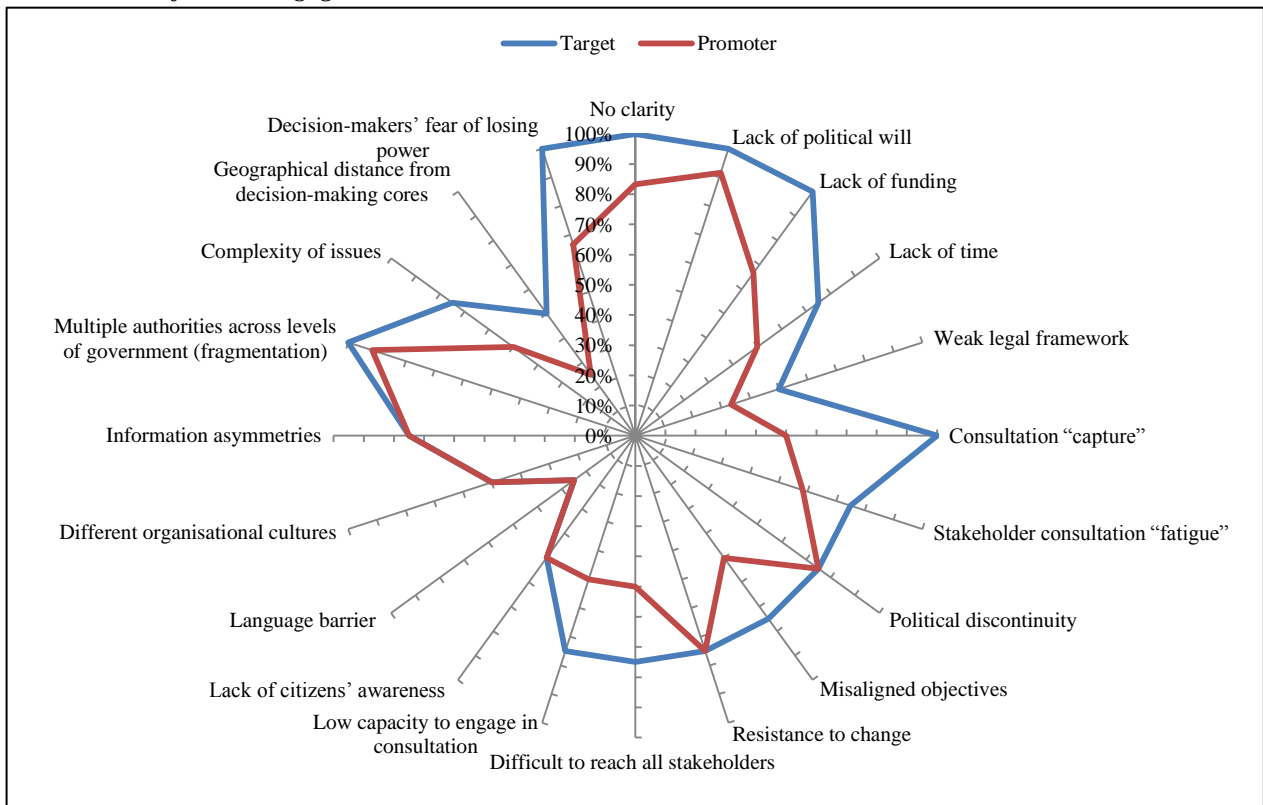 Target Promoter
No clarity
Decision-makers’ fear of losing
power
Lack of political will
Geographical distance from
decision-making cores
Lack of funding
Complexity of issues
Lack of time
Multiple authorities across levels
of government (fragmentation)
Weak legal framework
Information asymmetries
Consultation “capture”
Different organisational cultures
Stakeholder consultation “fatigue”
Language barrier
Political discontinuity
Lack of citizens’ awareness
Misaligned objectives
Low capacity to engage in
consultation
Resistance to change
Difficult to reach all stakeholders
100%
90%
80%
70%
60%
50%
40%
30%
20%
10%
0%